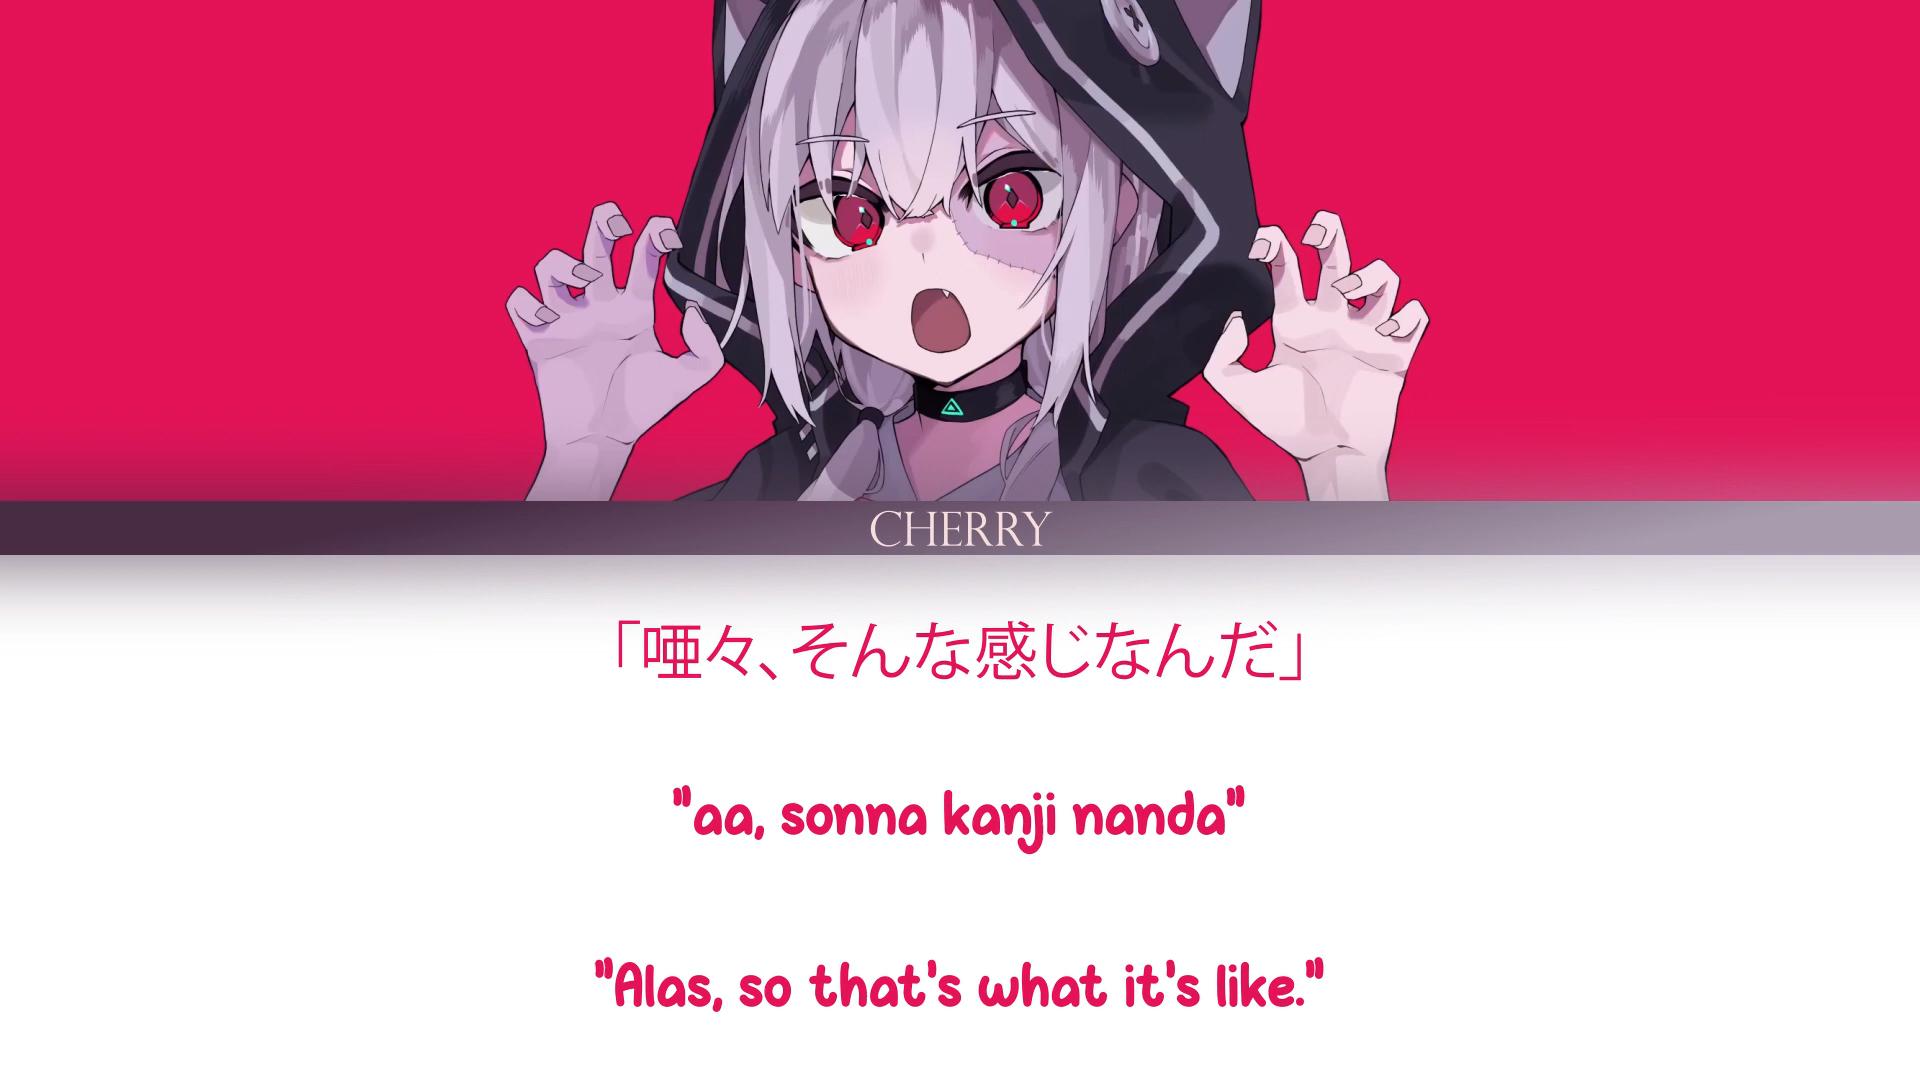 CHERRY
「唖々、そんな感じなんだ」
"aa, sonna kanji nanda"
"Alas, so that's what it's like."